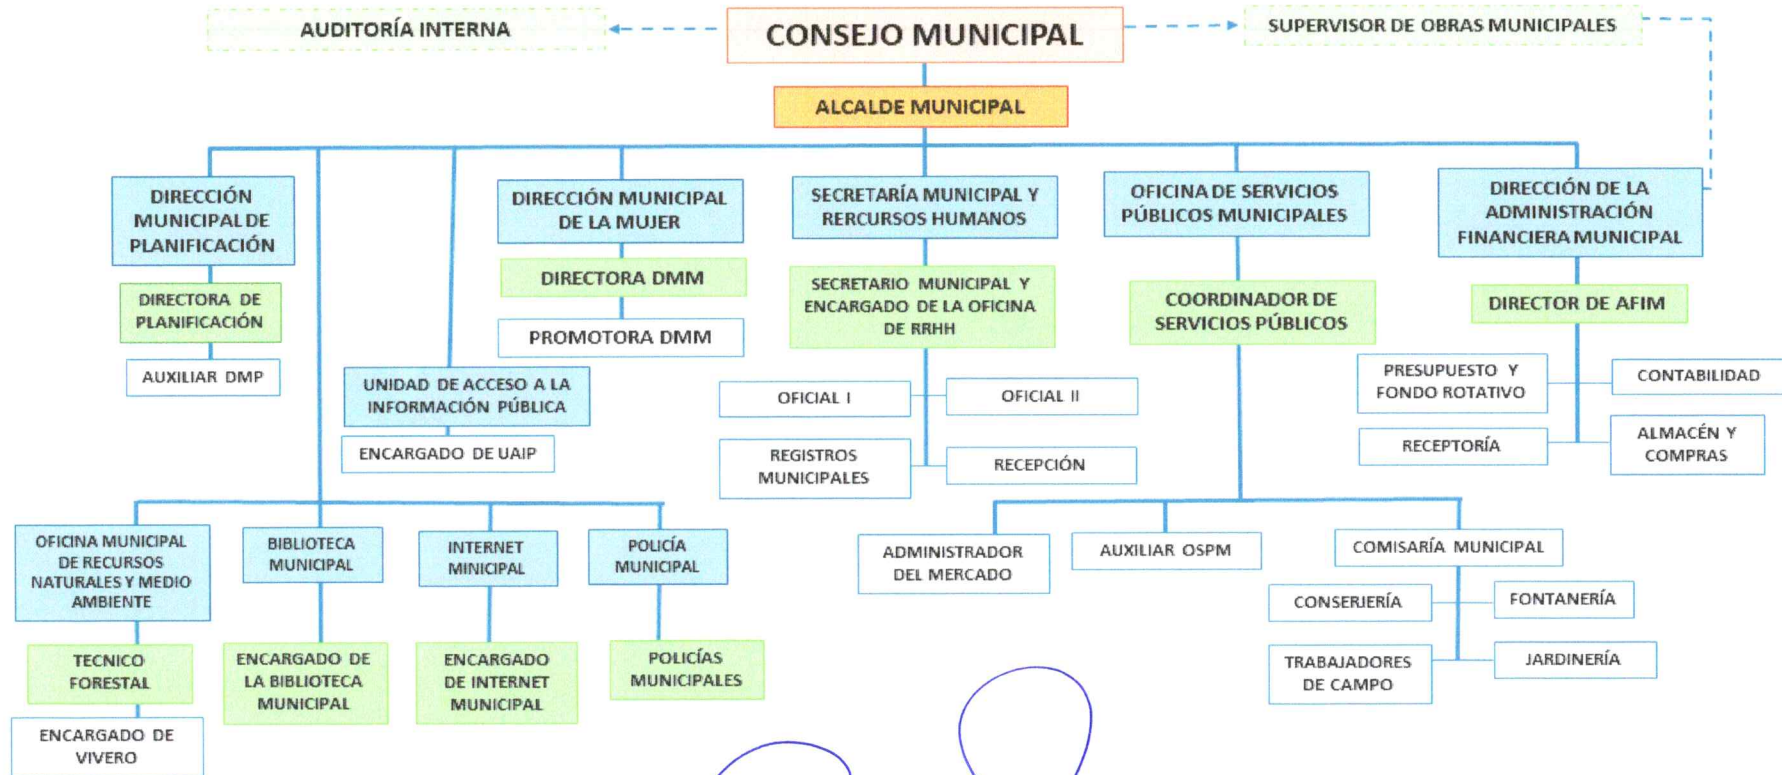 AUDITORÍA INTERNA
CONSEJO MUNICIPAL
SUPERVISOR DE OBRAS MUNICIPALES
ALCALDE MUNICIPAL
DIRECCIÓN
MUNICIPAL DE
PLANIFICACIÓN
DIRECTORA DE
PLANIFICACIÓN
AUXILIAR DMP
DIRECCIÓN MUNICIPAL
DE LA MUJER
DIRECTORA DMM
PROMOTORA DMM
SECRETARÍA MUNICIPAL Y
RERCURSOS HUMANOS
SECRETARIO MUNICIPAL Y
ENCARGADO DE LA OFICINA
DE RRHH
OFICINA DE SERVICIOS
PÚBLICOS MUNICIPALES
COORDINADOR DE
SERVICIOS PÚBLICOS
DIRECCIÓN DE LA
ADMINISTRACIÓN
FINANCIERA MUNICIPAL
DIRECTOR DE AFIM
UNIDAD DE ACCESO A LA
INFORMACIÓN PÚBLICA
ENCARGADO DE UAIP
OFICIAL I
OFICIAL II
REGISTROS
MUNICIPALES
RECEPCIÓN
PRESUPUESTO Y
FONDO ROTATIVO
CONTABILIDAD
RECEPTORÍA
ALMACÉN Y
COMPRAS
OFICINA MUNICIPAL
DE RECURSOS
NATURALES Y MEDIO
AMBIENTE
TECNICO
FORESTAL
ENCARGADO DE
VIVERO
BIBLIOTECA
MUNICIPAL
ENCARGADO DE
LA BIBLIOTECA
MUNICIPAL
INTERNET
MINICIPAL
ENCARGADO
DE INTERNET
MUNICIPAL
POLICÍA
MUNICIPAL
POLICÍAS
MUNICIPALES
ADMINISTRADOR
DEL MERCADO
AUXILIAR OSPM
COMISARÍA MUNICIPAL
CONSERJERÍA
FONTANERÍA
TRABAJADORES
DE CAMPO
JARDINERÍA